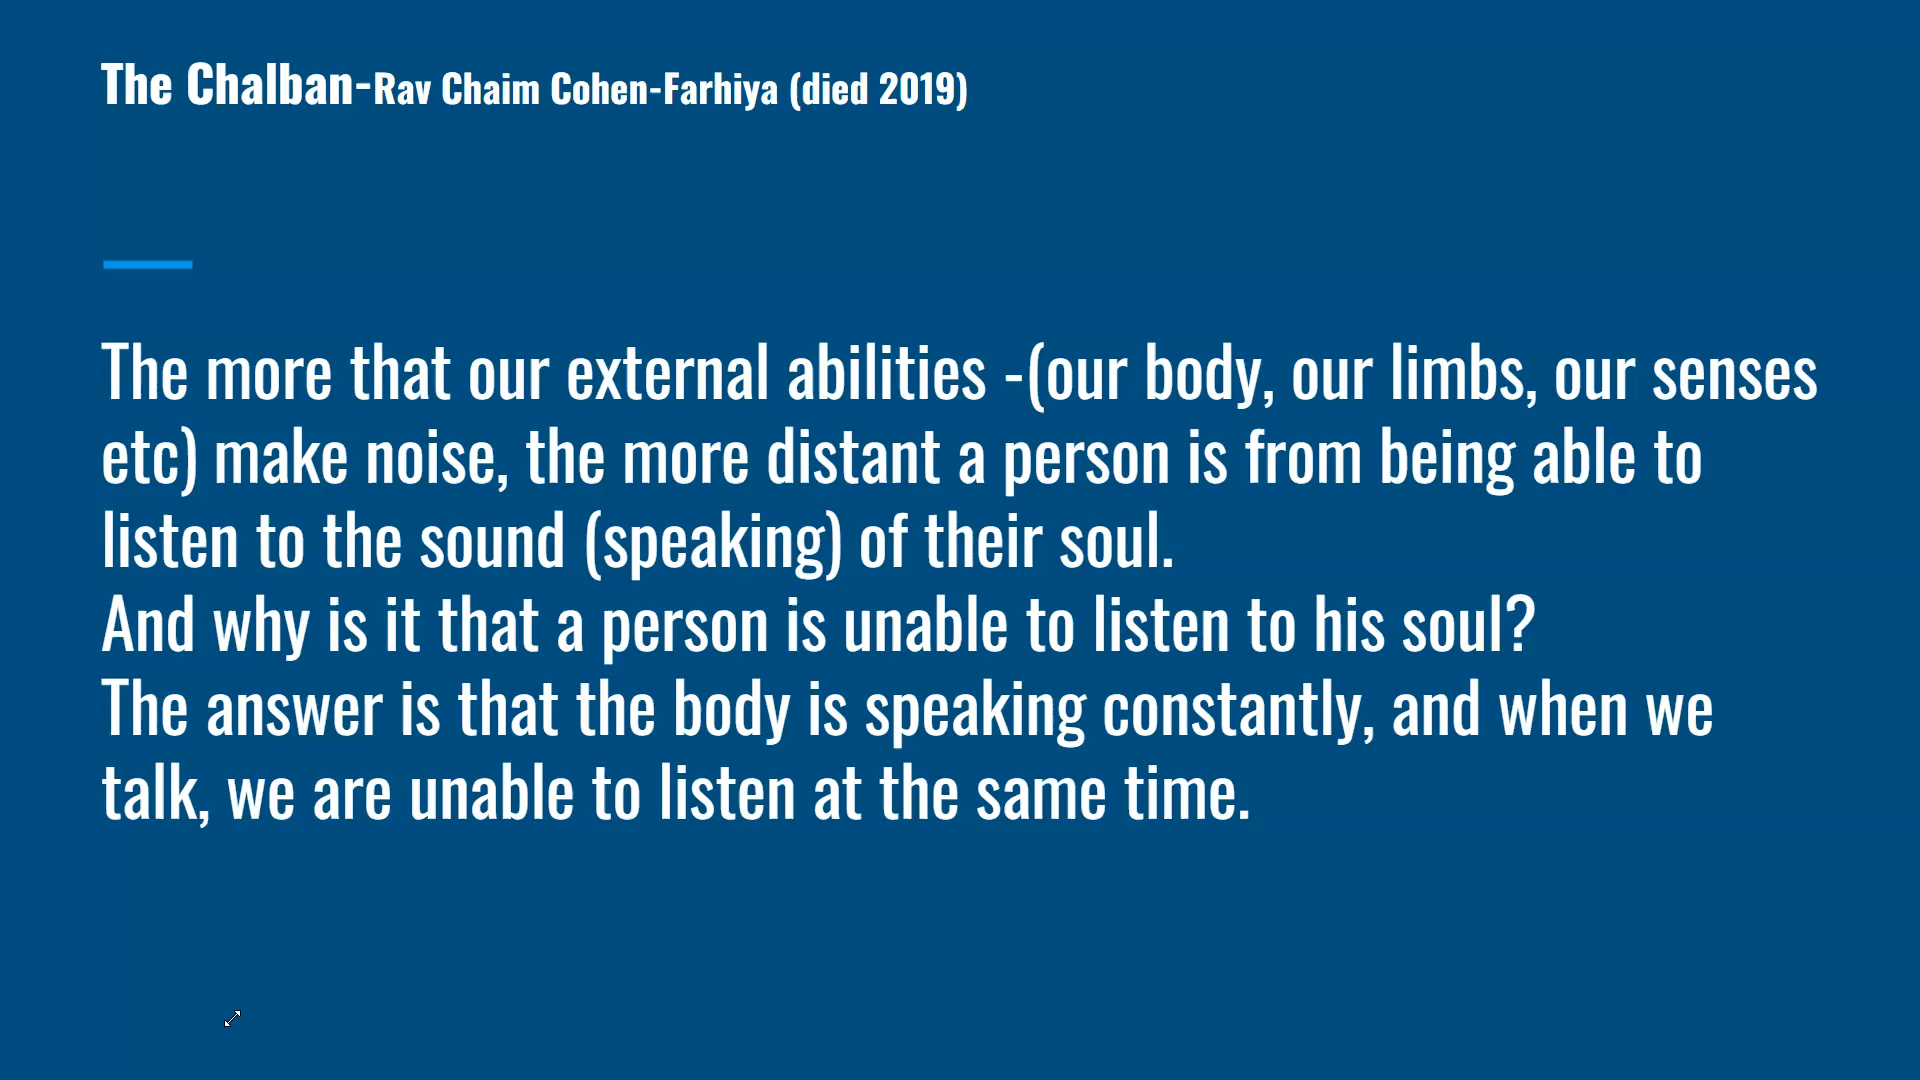 The Chalban-Rav Chaim Cohen-Farhiya (died 2019)
The more that our external abilities -(our body, our limbs, our senses
etc) make noise, the more distant a person is from being able to
listen to the sound (speaking) of their soul.
And why is it that a person is unable to listen to his soul?
The answer is that the body is speaking constantly, and when we
talk, we are unable to listen at the same time.